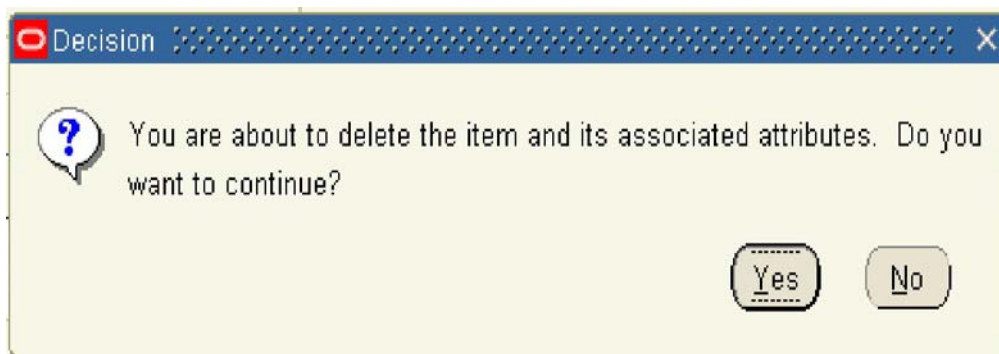 Decision
You are about to delete the item and its associated attributes.  Do you
want to continue?
Yes No